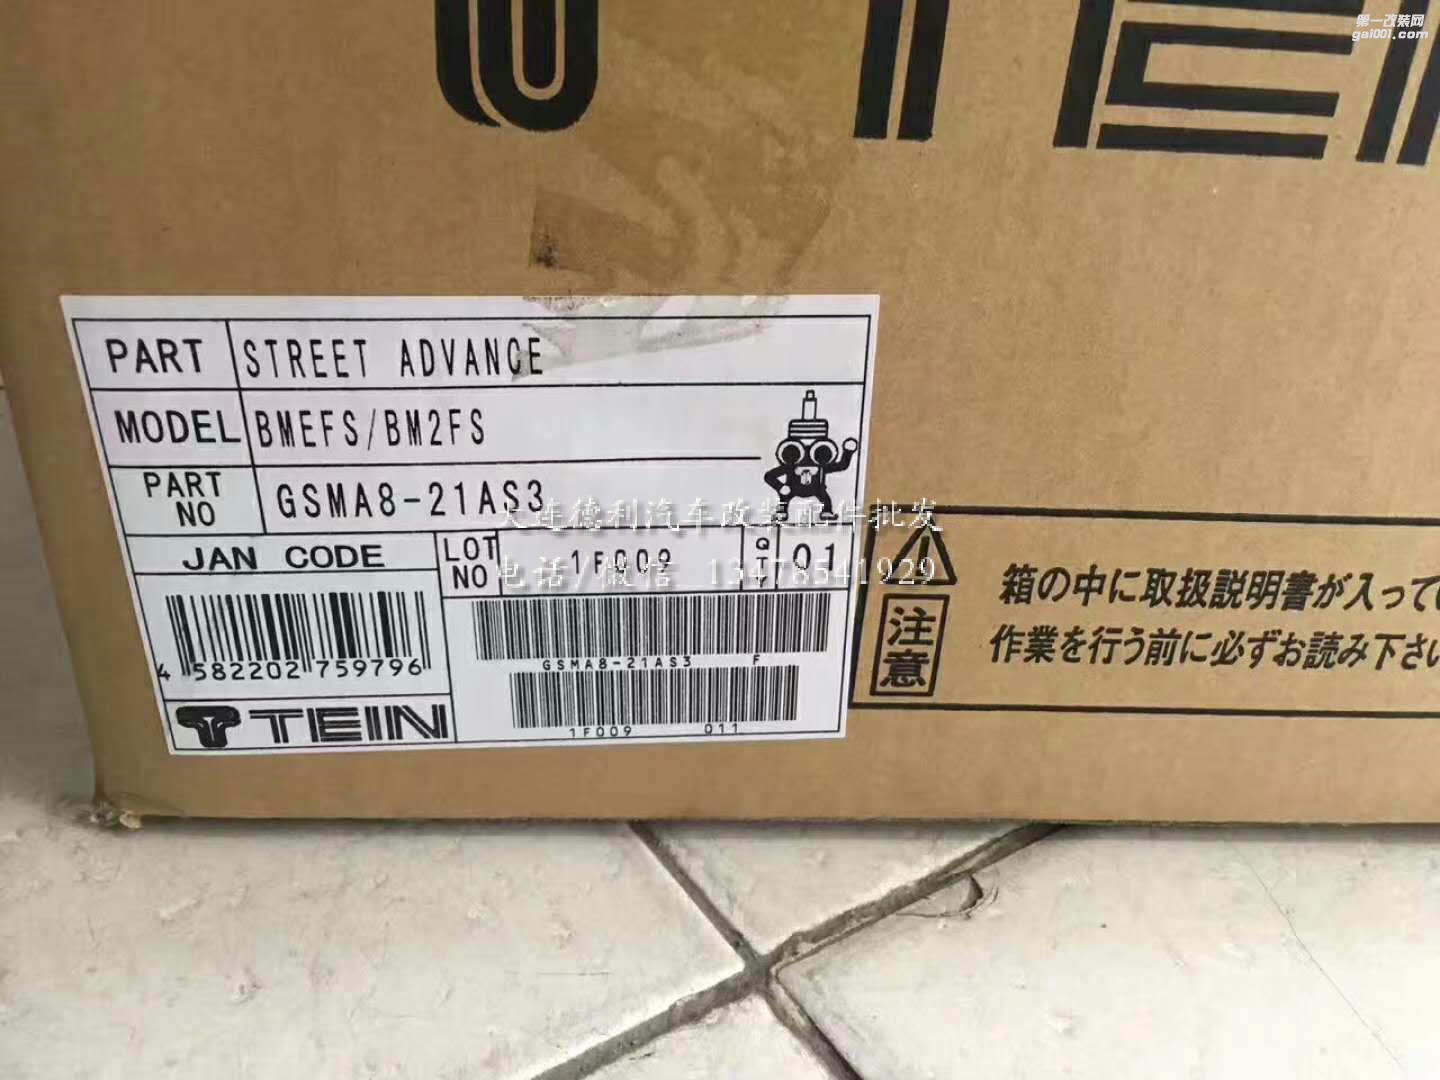 第一改装网
gai001.com
PART STREET ADVANCE
MODEL BMEFS/BM2FS
PART NO GSMA8-21AS3
大连德利汽车改装配件批发
JAN CODE
LOT NO 1F009
QTY 01
电话/微信 13478541929
4 582202 759796
GSMA8-21AS3 F
1F009 011
TEIN
注意
箱の中に取扱説明書が入って
作業を行う前に必ずお読み下さい